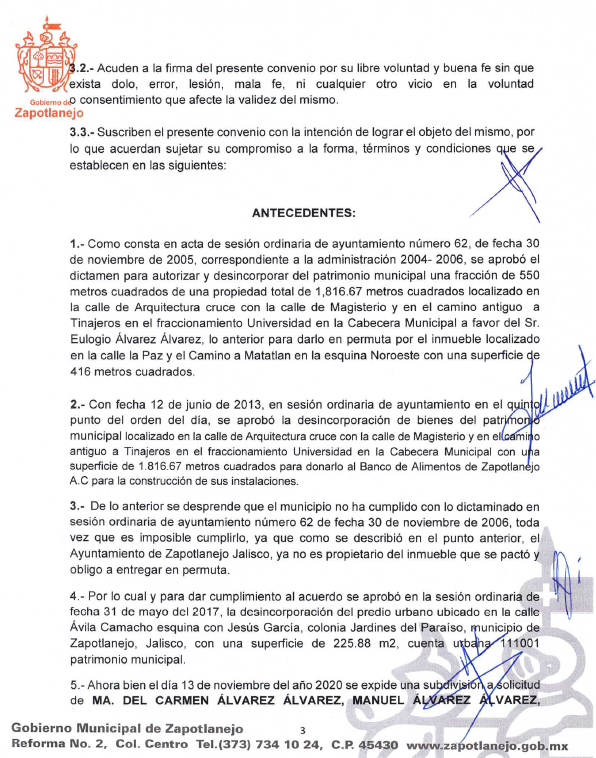 3.2.- Acuden a la firma del presente convenio por su libre voluntad y buena fe sin que
exista dolo, error, lesión, mala fe, ni cualquier otro vicio en la voluntad
Gobierno de
o consentimiento que afecte la validez del mismo.
Zapotlanejo
3.3.- Suscriben el presente convenio con la intención de lograr el objeto del mismo, por
lo que acuerdan sujetar su compromiso a la forma, términos y condiciones que se
establecen en las siguientes:
ANTECEDENTES:
1.- Como consta en acta de sesión ordinaria de ayuntamiento número 62, de fecha 30
de noviembre de 2005, correspondiente a la administración 2004- 2006, se aprobó el
dictamen para autorizar y desincorporar del patrimonio municipal una fracción de 550
metros cuadrados de una propiedad total de 1,816.67 metros cuadrados localizado en
la calle de Arquitectura cruce con la calle de Magisterio y en el camino antiguo a
Tinajeros en el fraccionamiento Universidad en la Cabecera Municipal a favor del Sr.
Eulogio Álvarez Álvarez, lo anterior para darlo en permuta por el inmueble localizado
en la calle la Paz y el Camino a Matatlan en la esquina Noroeste con una superficie de
416 metros cuadrados.
2.- Con fecha 12 de junio de 2013, en sesión ordinaria de ayuntamiento en el quinto
punto del orden del día, se aprobó la desincorporación de bienes del patrimonio
municipal localizado en la calle de Arquitectura cruce con la calle de Magisterio y en el camino
antiguo a Tinajeros en el fraccionamiento Universidad en la Cabecera Municipal con una
superficie de 1.816.67 metros cuadrados para donarlo al Banco de Alimentos de Zapotlanejo
A.C para la construcción de sus instalaciones.
3.- De lo anterior se desprende que el municipio no ha cumplido con lo dictaminado en
sesión ordinaria de ayuntamiento número 62 de fecha 30 de noviembre de 2006, toda
vez que es imposible cumplirlo, ya que como se describió en el punto anterior, el
Ayuntamiento de Zapotlanejo Jalisco, ya no es propietario del inmueble que se pactó y
obligo a entregar en permuta.
4.- Por lo cual y para dar cumplimiento al acuerdo se aprobó en la sesión ordinaria de
fecha 31 de mayo del 2017, la desincorporación del predio urbano ubicado en la calle
Ávila Camacho esquina con Jesús García, colonia Jardines del Paraíso, municipio de
Zapotlanejo, Jalisco, con una superficie de 225.88 m2, cuenta urbana 111001
patrimonio municipal.
5.- Ahora bien el día 13 de noviembre del año 2020 se expide una subdivisión a solicitud
de MA. DEL CARMEN ÁLVAREZ ÁLVAREZ, MANUEL ÁLVAREZ ÁLVAREZ,
Gobierno Municipal de Zapotlanejo
3
Reforma No. 2, Col. Centro Tel.(373) 734 10 24, C.P. 45430 www.zapotlanejo.gob.mx